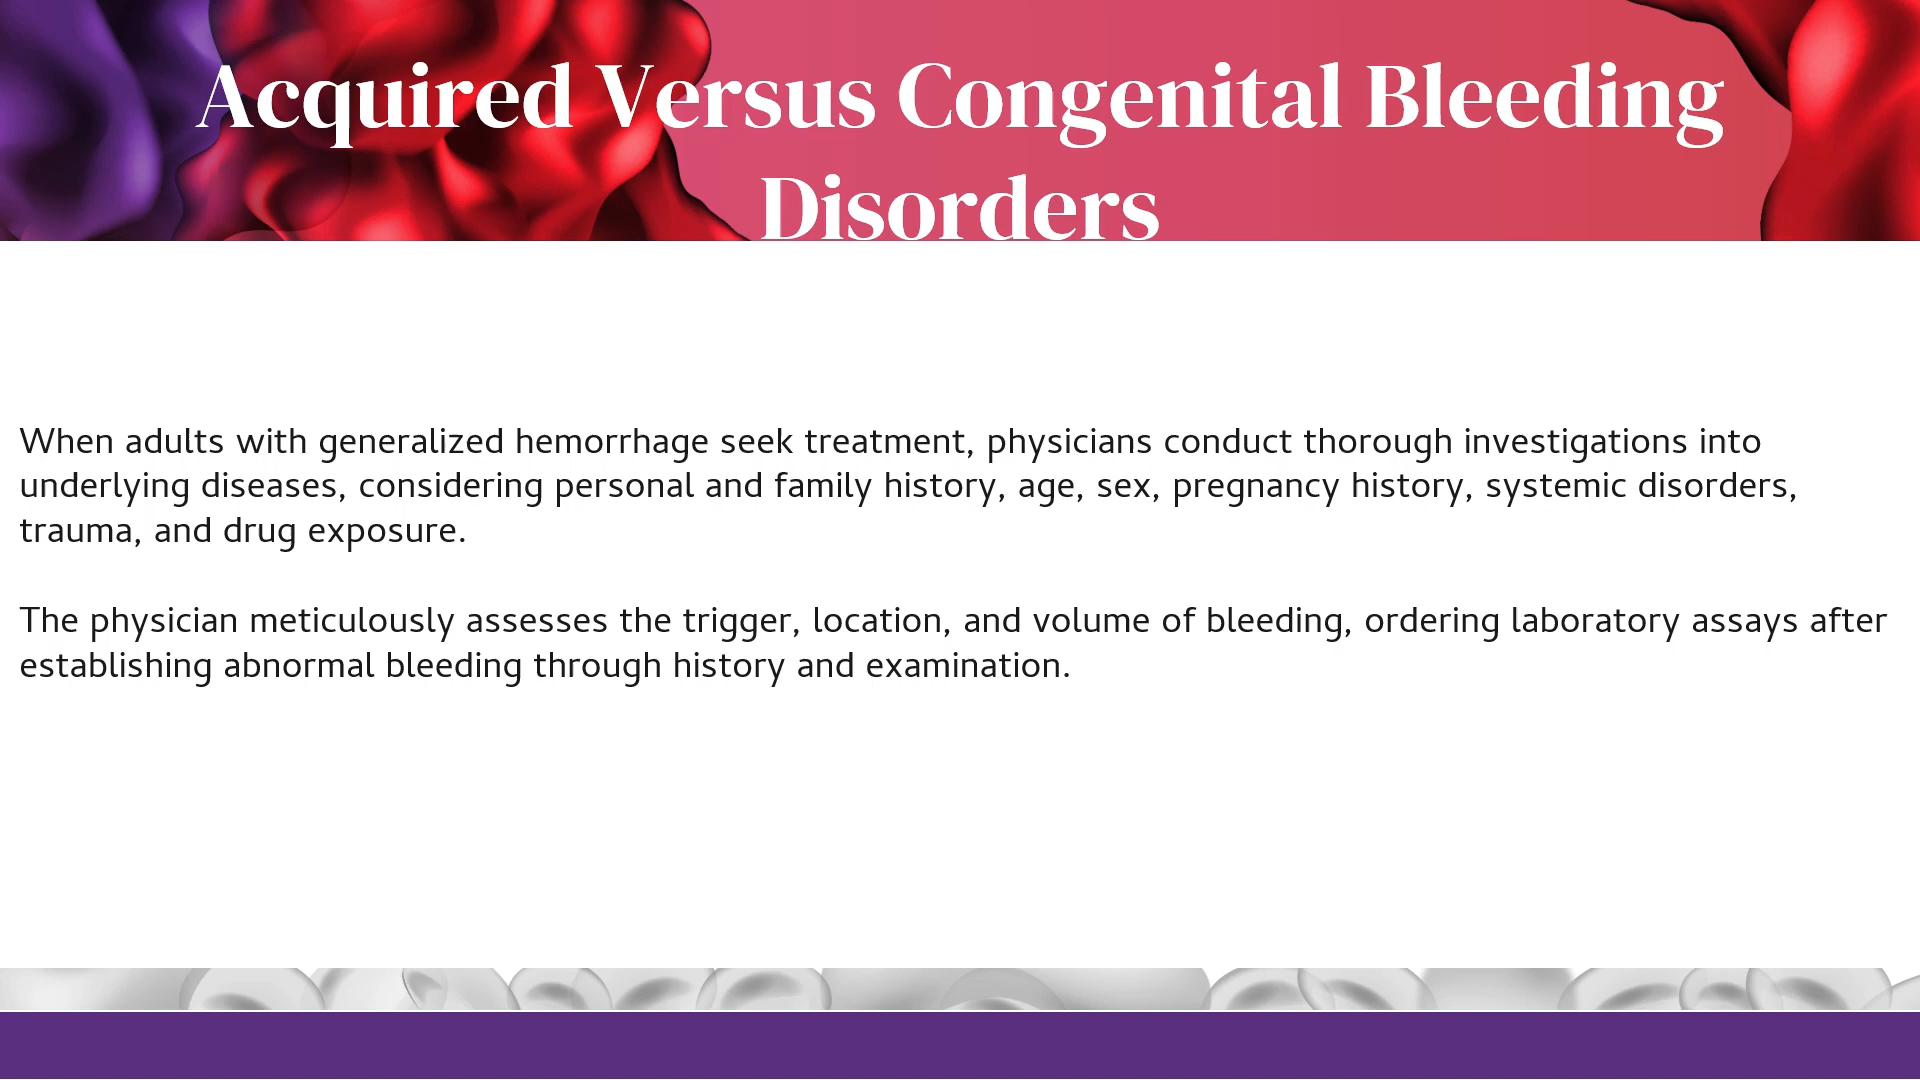 Acquired Versus Congenital Bleeding
Disorders
When adults with generalized hemorrhage seek treatment, physicians conduct thorough investigations into
underlying diseases, considering personal and family history, age, sex, pregnancy history, systemic disorders,
trauma, and drug exposure.
The physician meticulously assesses the trigger, location, and volume of bleeding, ordering laboratory assays after
establishing abnormal bleeding through history and examination.